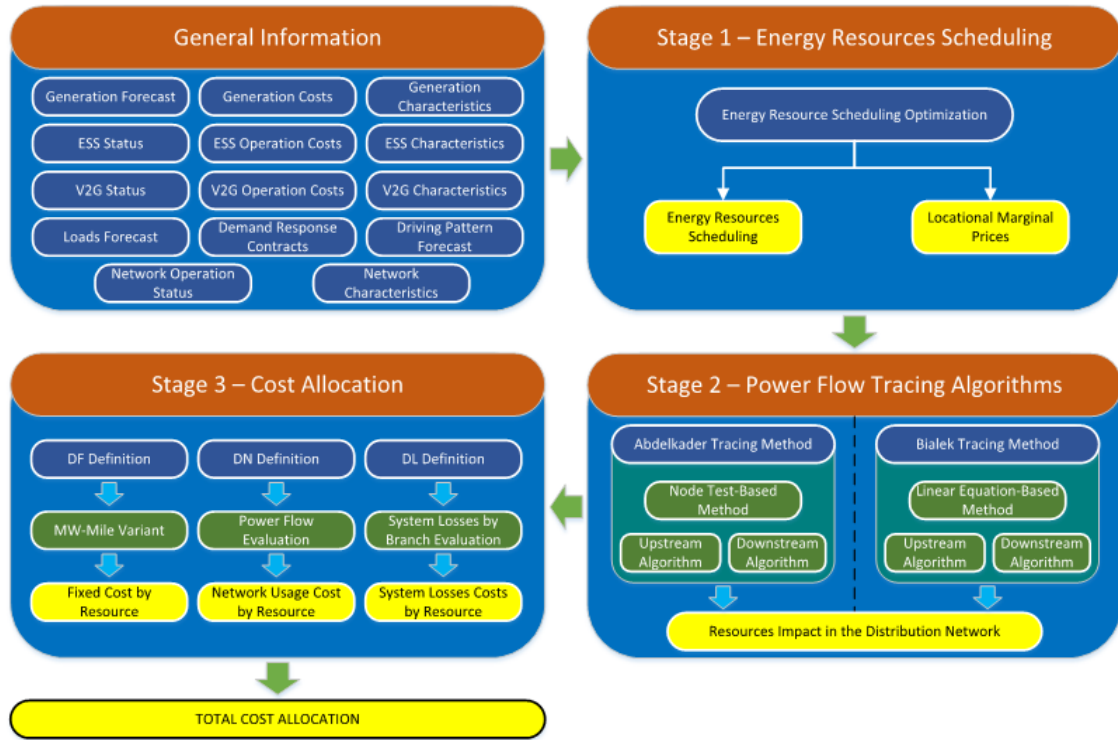 General Information
Generation Forecast
Generation Costs
Generation
Characteristics
ESS Status
ESS Operation Costs
ESS Characteristics
V2G Status
V2G Operation Costs
V2G Characteristics
Loads Forecast
Demand Response
Contracts
Driving Pattern
Forecast
Network Operation
Status
Network
Characteristics
Stage 1 – Energy Resources Scheduling
Energy Resource Scheduling Optimization
Energy Resources
Scheduling
Locational Marginal
Prices
Stage 2 – Power Flow Tracing Algorithms
Abdelkader Tracing Method
Node Test-Based
Method
Upstream
Algorithm
Downstream
Algorithm
Bialek Tracing Method
Linear Equation-Based
Method
Upstream
Algorithm
Downstream
Algorithm
Resources Impact in the Distribution Network
Stage 3 – Cost Allocation
DF Definition
DN Definition
DL Definition
MW-Mile Variant
Power Flow
Evaluation
System Losses by
Branch Evaluation
Fixed Cost by
Resource
Network Usage Cost
by Resource
System Losses Costs
by Resource
TOTAL COST ALLOCATION